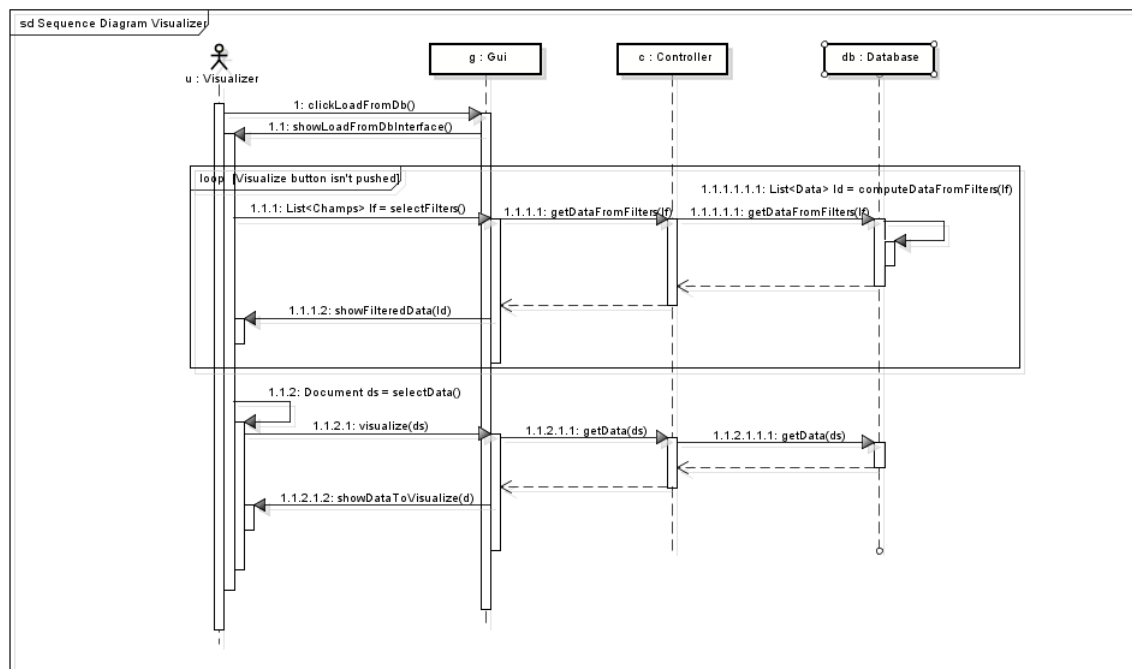 sd Sequence Diagram Visualizer
u : Visualizer
g : Gui
c : Controller
db : Database
1: clickLoadFromDb()
1.1: showLoadFromDbInterface()
loop [Visualize button isn't pushed]
1.1.1.1.1.1: List<Data> ld = computeDataFromFilters(lf)
1.1.1: List<Champs> lf = selectFilters()
1.1.1.1: getDataFromFilters(lf)
1.1.1.1.1: getDataFromFilters(lf)
1.1.1.2: showFilteredData(ld)
1.1.2: Document ds = selectData()
1.1.2.1: visualize(ds)
1.1.2.1.1: getData(ds)
1.1.2.1.1.1: getData(ds)
1.1.2.1.2: showDataToVisualize(d)